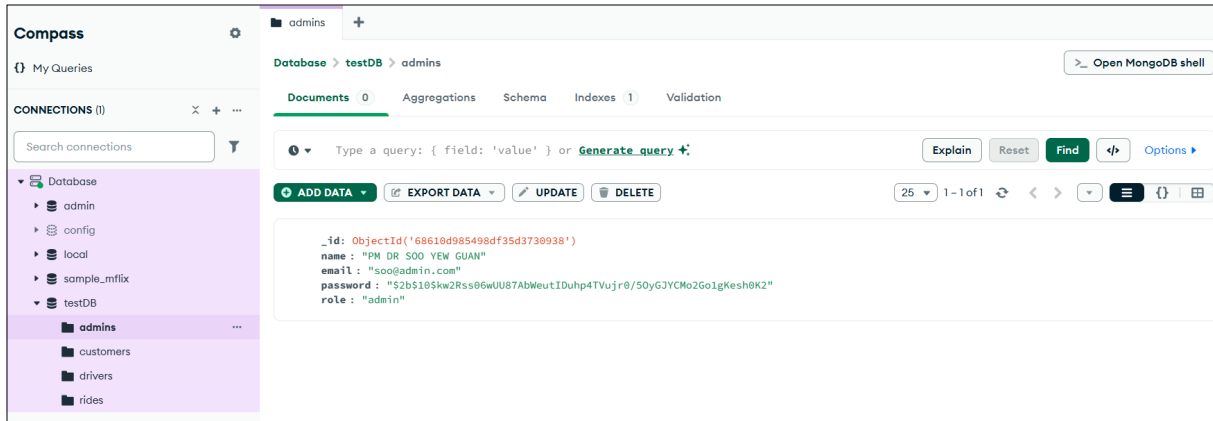 Compass
{} My Queries
CONNECTIONS (1)
Search connections
Database
admin
config
local
sample_mflix
testDB
admins
customers
drivers
rides
admins
Database > testDB > admins
>_ Open MongoDB shell
Documents 0 Aggregations Schema Indexes 1 Validation
Type a query: { field: 'value' } or Generate query
Explain Reset Find </> Options
ADD DATA EXPORT DATA UPDATE DELETE
25 1 – 1 of 1 {}
_id: ObjectId('68610d985498df35d3730938')
name : "PM DR SOO YEW GUAN"
email : "soo@admin.com"
password : "$2b$10$kw2Rss06wUU87AbWeutIDuhp4TVujr0/5OyGJYCMo2Go1gKesh0K2"
role : "admin"